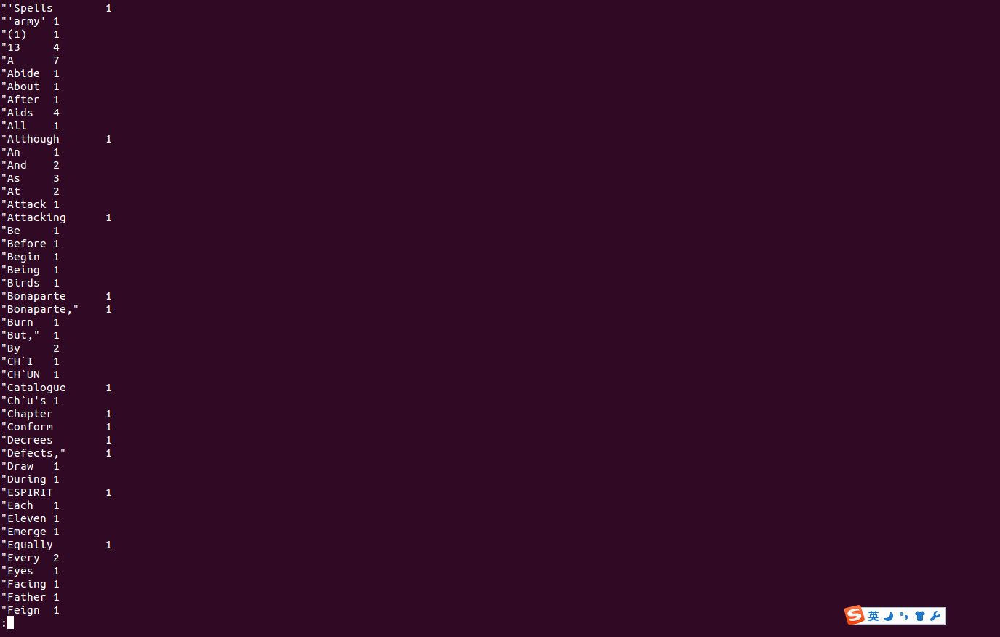 "'Spells 1
"'army' 1
"(1) 1
"13 4
"A 7
"Abide 1
"About 1
"After 1
"Aids 4
"All 1
"Although 1
"An 1
"And 2
"As 3
"At 2
"Attack 1
"Attacking 1
"Be 1
"Before 1
"Begin 1
"Being 1
"Birds 1
"Bonaparte 1
"Bonaparte," 1
"Burn 1
"But," 1
"By 2
"CH`I 1
"CH`UN 1
"Catalogue 1
"Ch`u's 1
"Chapter 1
"Conform 1
"Decrees 1
"Defects," 1
"Draw 1
"During 1
"ESPIRIT 1
"Each 1
"Eleven 1
"Emerge 1
"Equally 1
"Every 2
"Eyes 1
"Facing 1
"Father 1
"Feign 1
:
S 英